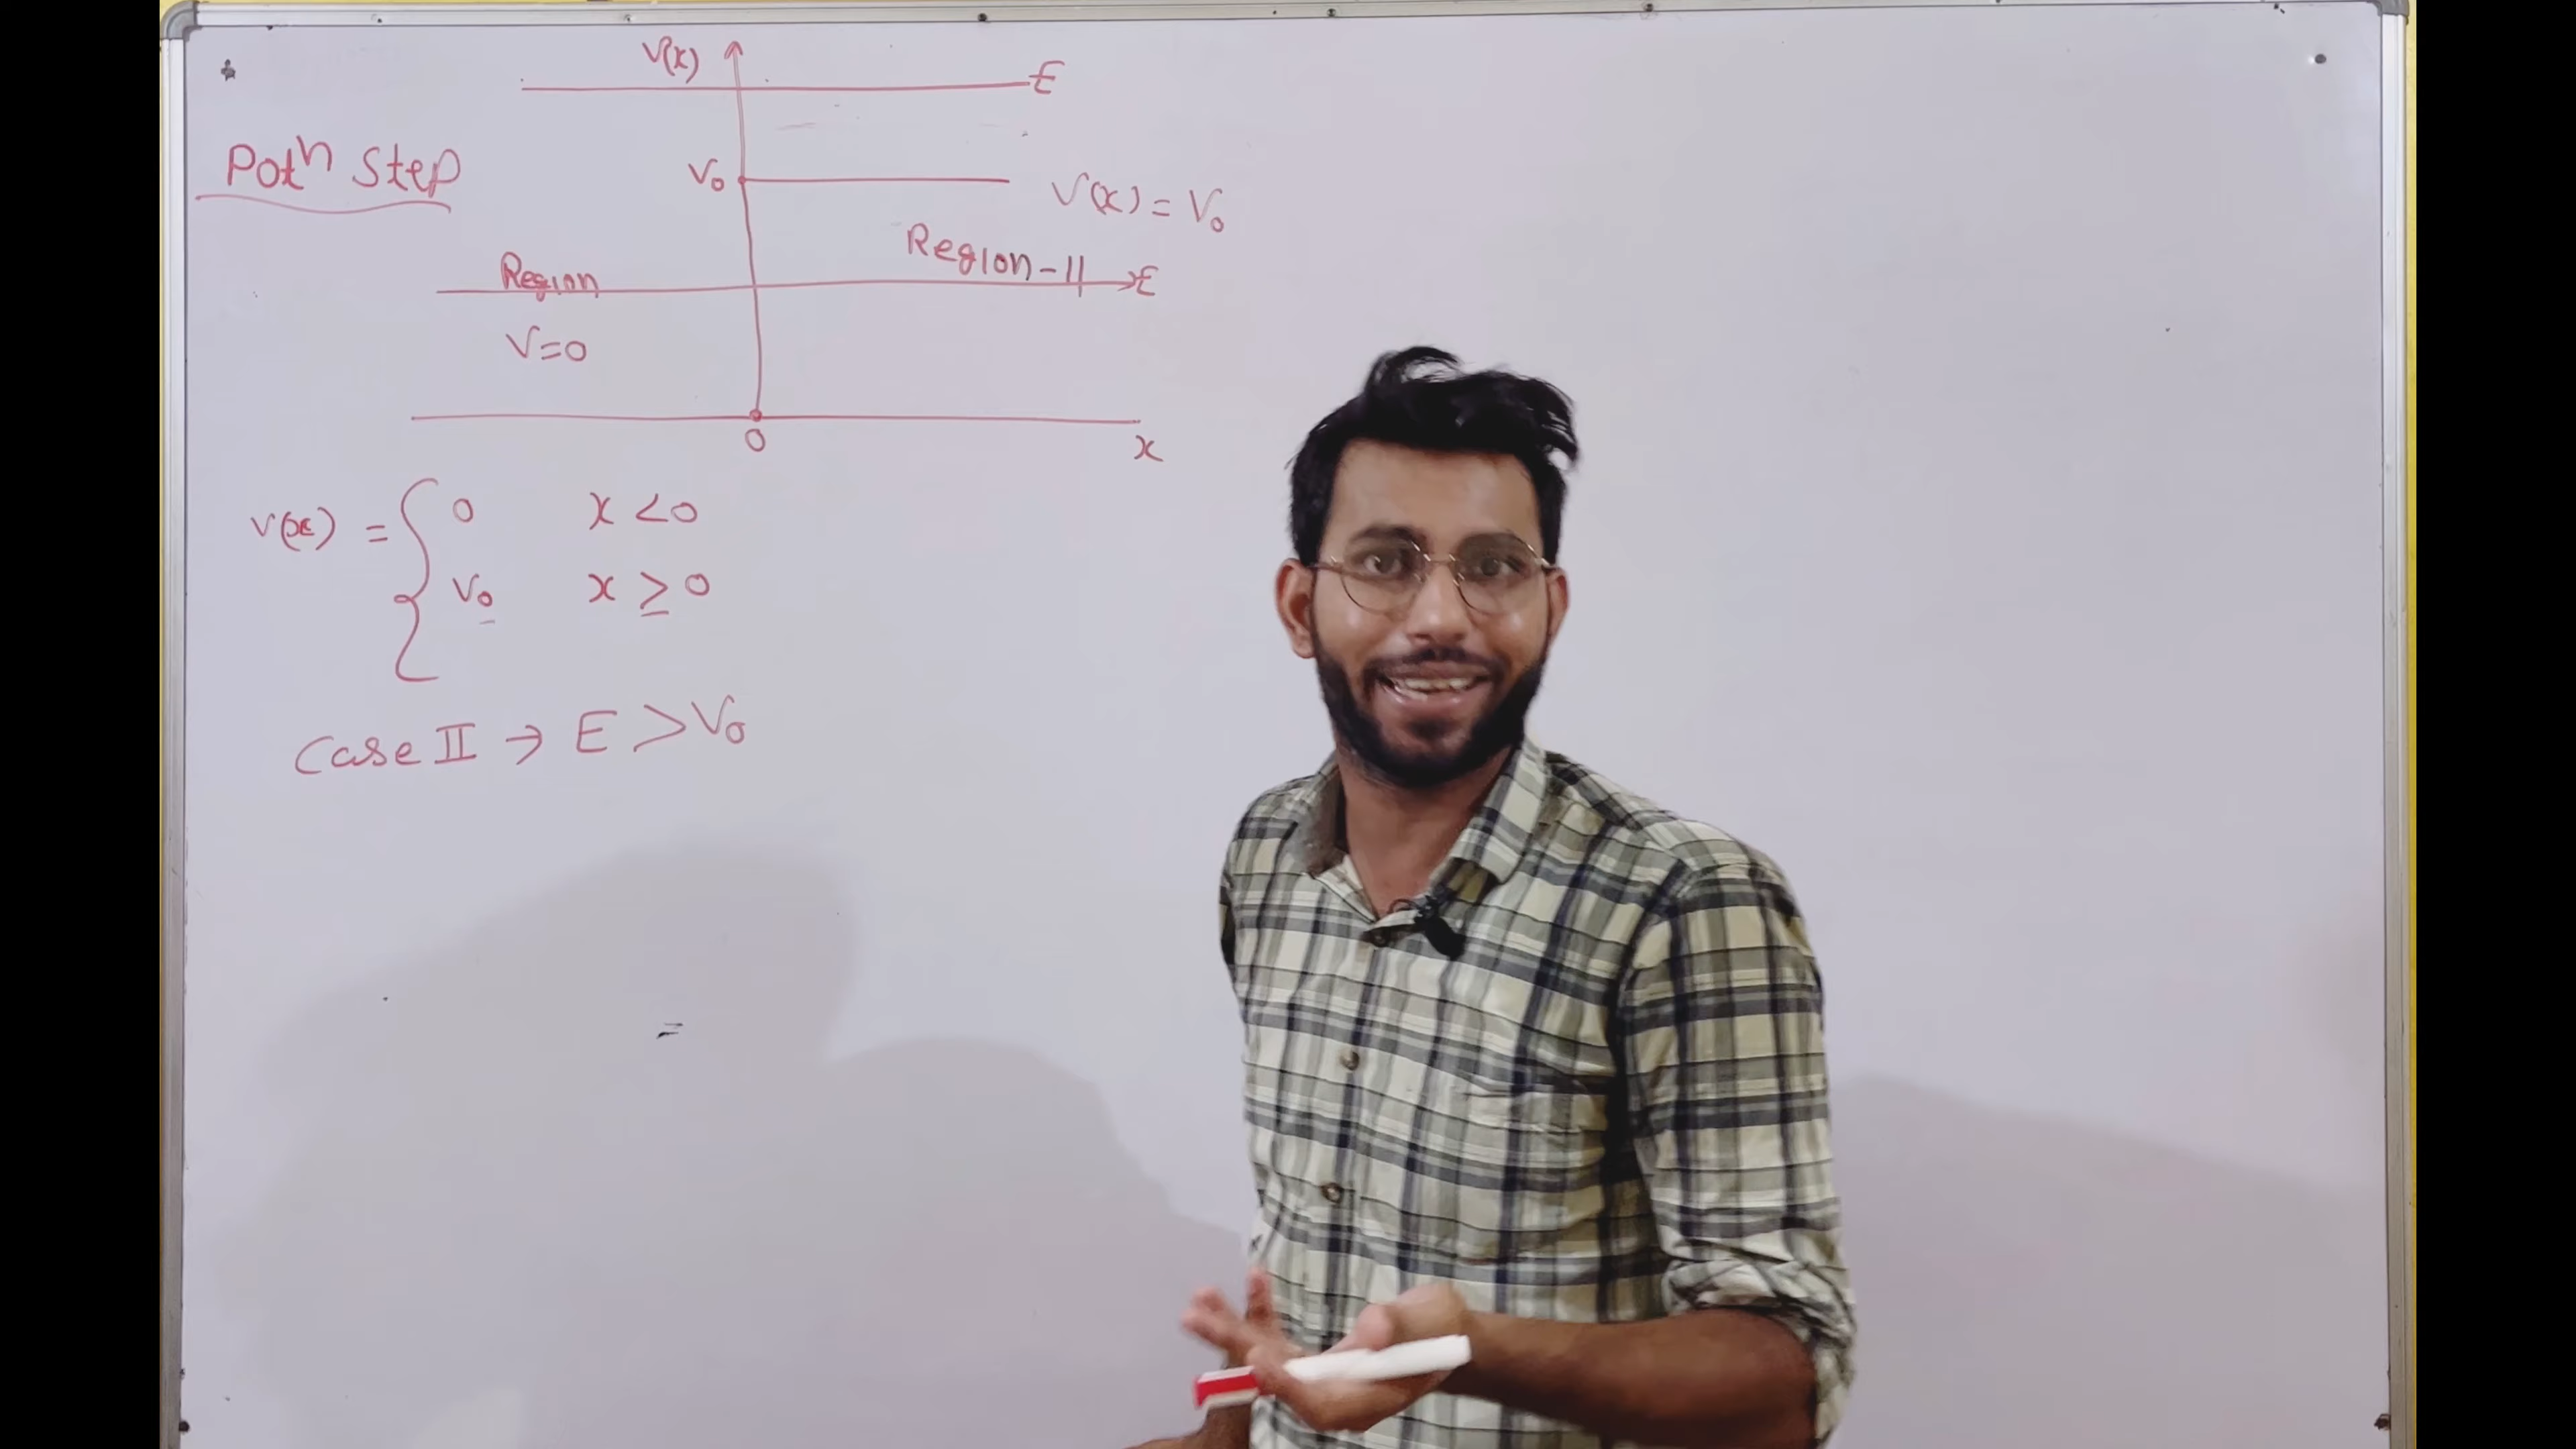 V(x)
E
Potⁿ Step
V₀
V(x) = V₀
Region
Region-II
E
V=0
0
x
V(x) = { 0 x < 0
V₀ x ≥ 0
Case II → E > V₀